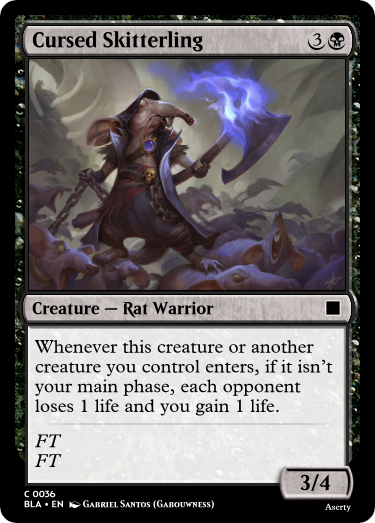 Cursed Skitterling 3
Creature — Rat Warrior
Whenever this creature or another
creature you control enters, if it isn't
your main phase, each opponent
loses 1 life and you gain 1 life.
FT
FT
3/4
C 0036
BLA • EN Gabriel Santos (Gabouwness)
Aserty